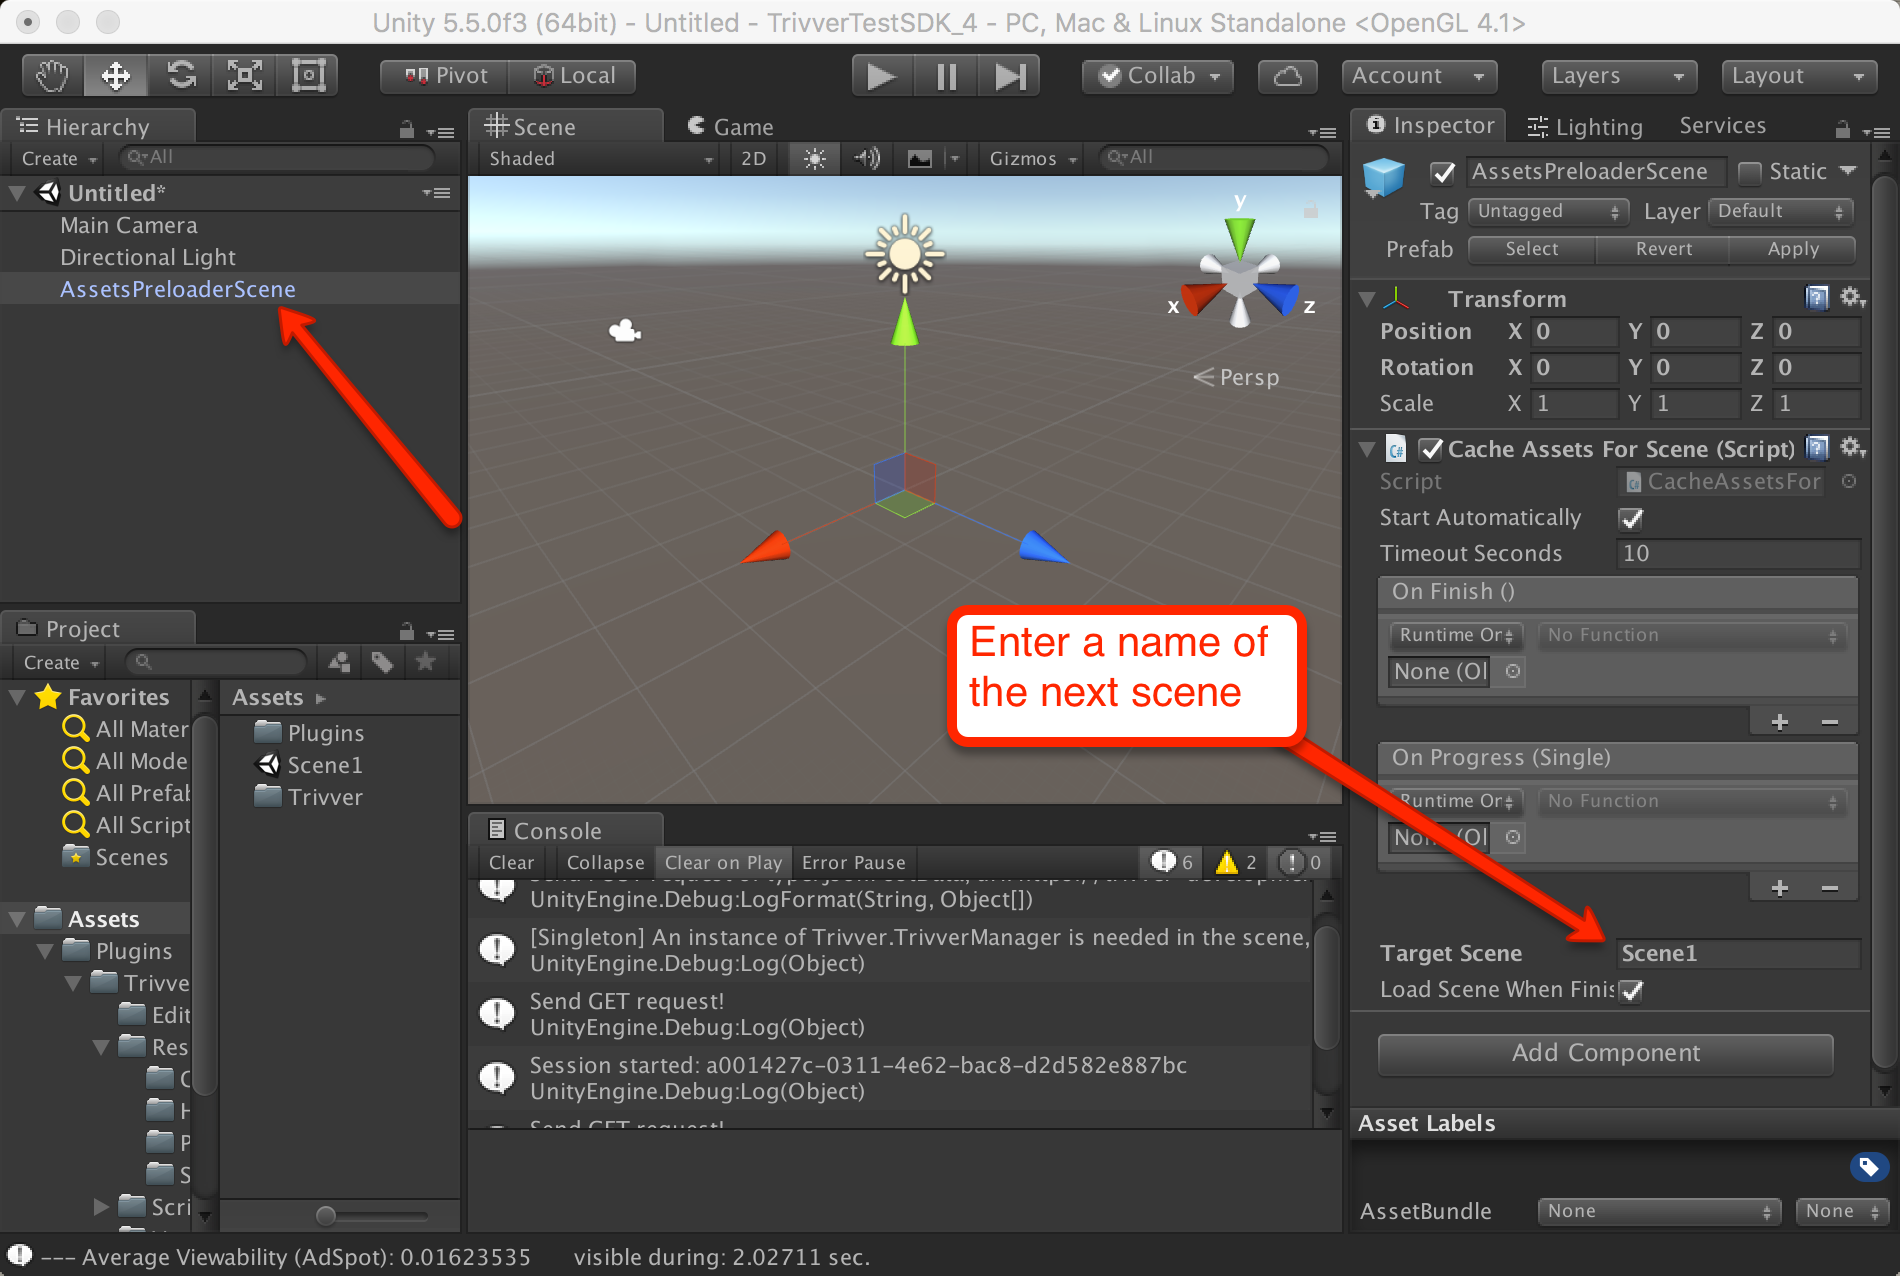 Unity 5.5.0f3 (64bit) - Untitled - TrivverTestSDK_4 - PC, Mac & Linux Standalone <OpenGL 4.1>
Pivot Local Collab Account Layers Layout
Hierarchy
Create All
Untitled*
Main Camera
Directional Light
AssetsPreloaderScene
Scene Game
Shaded 2D Gizmos All
y
x z
Persp
Enter a name of
the next scene
Project
Create
Favorites
All Mater
All Mode
All Prefab
All Script
Scenes
Assets
Plugins
Trivve
Edit
Res
C
H
P
S
Scri
Assets
Plugins
Scene1
Trivver
Console
Clear Collapse Clear on Play Error Pause 6 2 0
UnityEngine.Debug:LogFormat(String, Object[])
[Singleton] An instance of Trivver.TrivverManager is needed in the scene,
UnityEngine.Debug:Log(Object)
Send GET request!
UnityEngine.Debug:Log(Object)
Session started: a001427c-0311-4e62-bac8-d2d582e887bc
UnityEngine.Debug:Log(Object)
Send GET request!
Inspector Lighting Services
AssetsPreloaderScene Static
Tag Untagged Layer Default
Prefab Select Revert Apply
Transform
Position X 0 Y 0 Z 0
Rotation X 0 Y 0 Z 0
Scale X 1 Y 1 Z 1
C# Cache Assets For Scene (Script)
Script CacheAssetsFor
Start Automatically
Timeout Seconds 10
On Finish ()
Runtime On No Function
None (Ol
On Progress (Single)
Runtime On No Function
None (Ol
Target Scene Scene1
Load Scene When Finis
Add Component
Asset Labels
AssetBundle None None
--- Average Viewability (AdSpot): 0.01623535 visible during: 2.02711 sec.